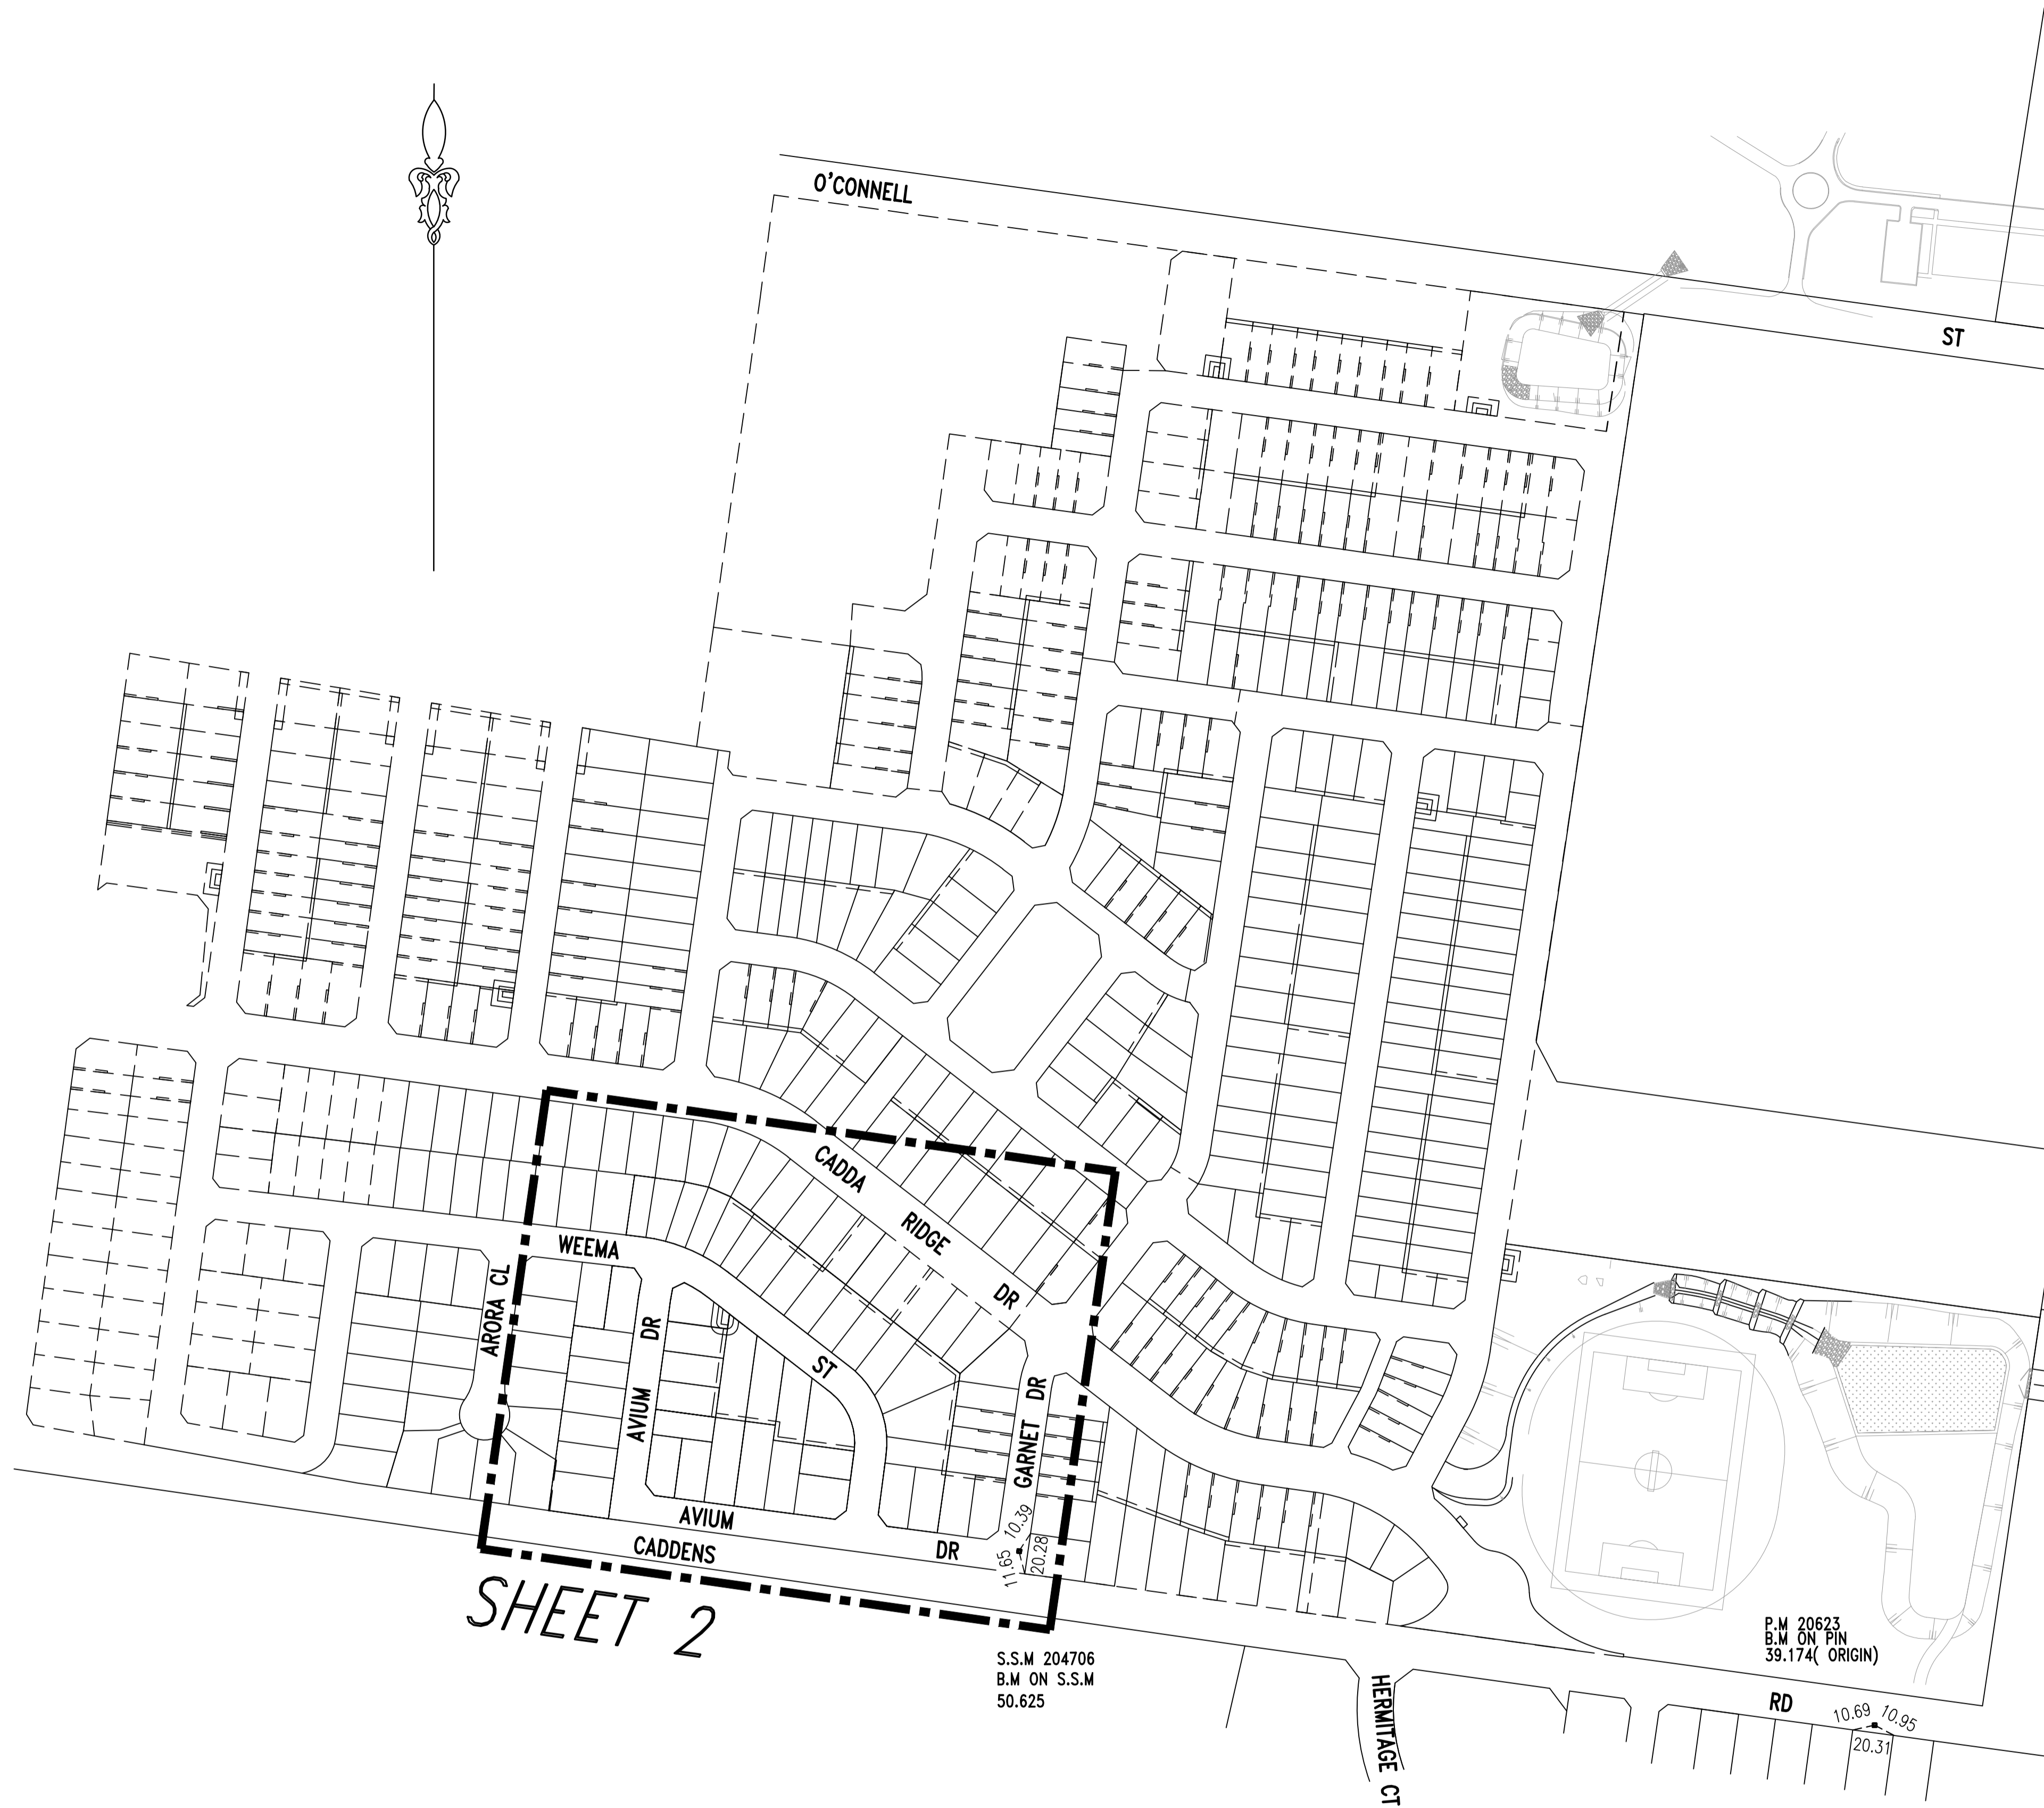 O'CONNELL
ST
CADDA
RIDGE
DR
WEEMA
ST
ARORA CL
AVIUM DR
GARNET DR
AVIUM
DR
CADDENS
11.65 10.39
20.28
SHEET 2
S.S.M 204706
B.M ON S.S.M
50.625
HERMITAGE CT
P.M 20623
B.M ON PIN
39.174( ORIGIN)
RD
10.69 10.95
20.31